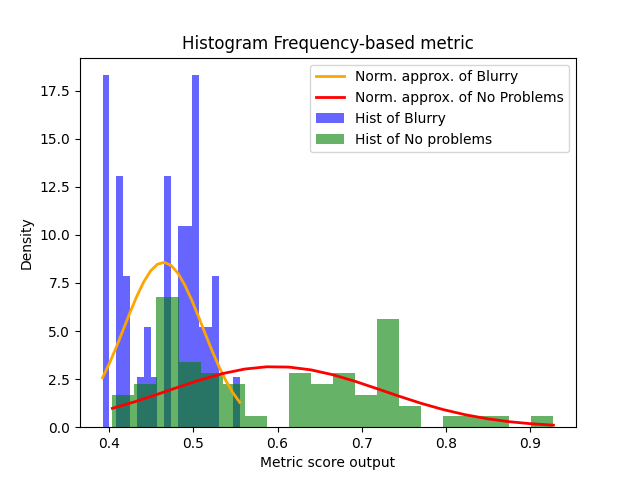 Histogram Frequency-based metric
Norm. approx. of Blurry
Norm. approx. of No Problems
Hist of Blurry
Hist of No problems
Density
17.5
15.0
12.5
10.0
7.5
5.0
2.5
0.0
0.4 0.5 0.6 0.7 0.8 0.9
Metric score output